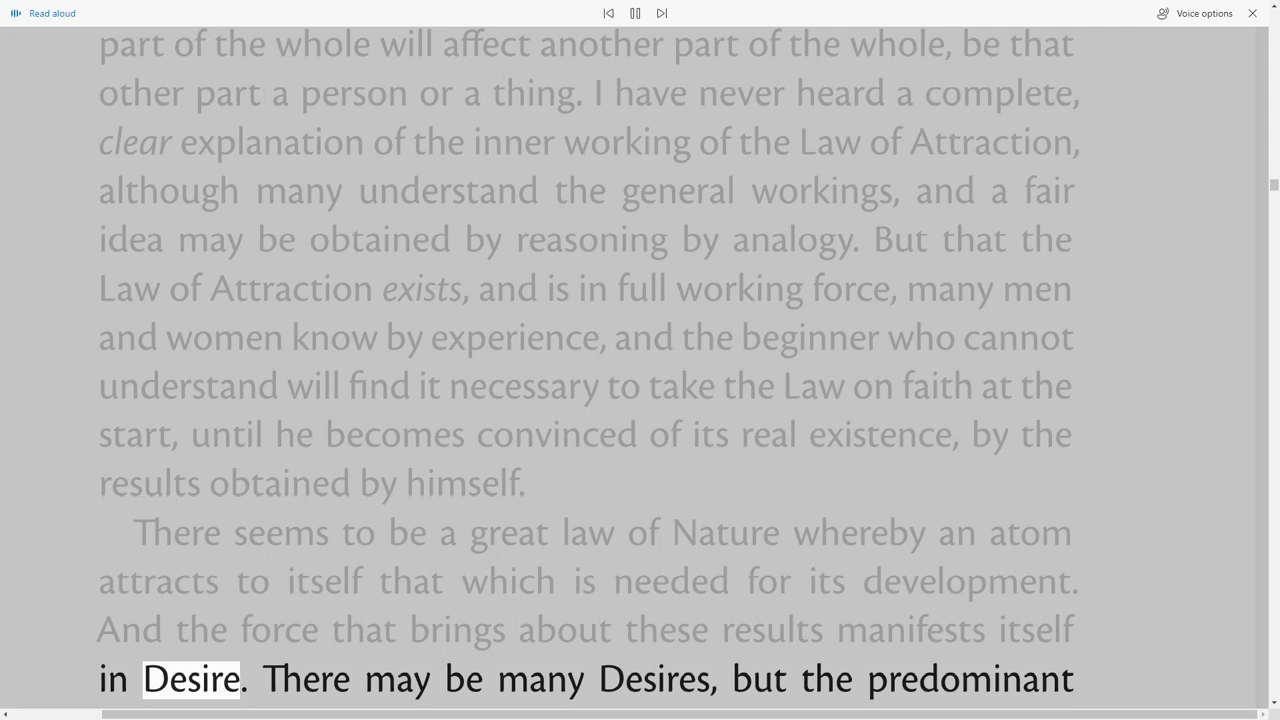 Read aloud
Voice options
part of the whole will affect another part of the whole, be that
other part a person or a thing. I have never heard a complete,
clear explanation of the inner working of the Law of Attraction,
although many understand the general workings, and a fair
idea may be obtained by reasoning by analogy. But that the
Law of Attraction exists, and is in full working force, many men
and women know by experience, and the beginner who cannot
understand will find it necessary to take the Law on faith at the
start, until he becomes convinced of its real existence, by the
results obtained by himself.
There seems to be a great law of Nature whereby an atom
attracts to itself that which is needed for its development.
And the force that brings about these results manifests itself
in Desire. There may be many Desires, but the predominant